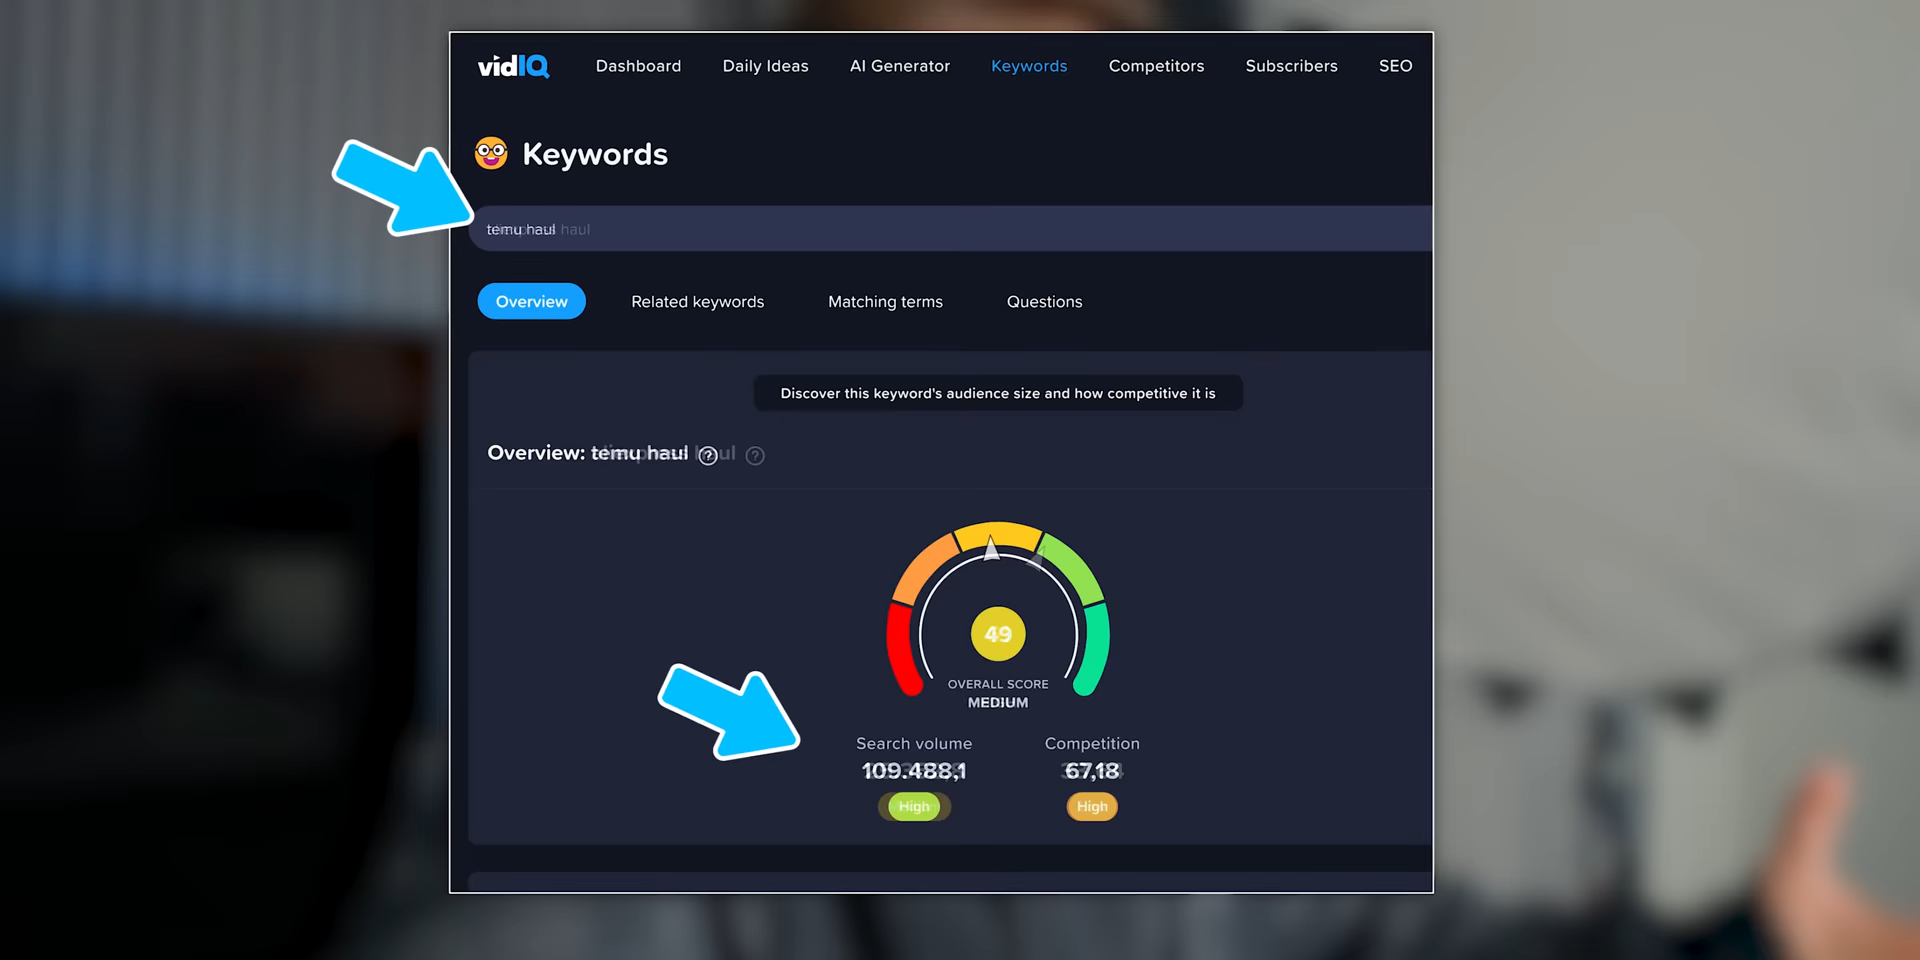 vidIQ Dashboard Daily Ideas AI Generator Keywords Competitors Subscribers SEO
Keywords
temu haul haul
Overview Related keywords Matching terms Questions
Discover this keyword's audience size and how competitive it is
Overview: temu haul ? ul ?
49
OVERALL SCORE
MEDIUM
Search volume Competition
109.488,1 67,18
High High